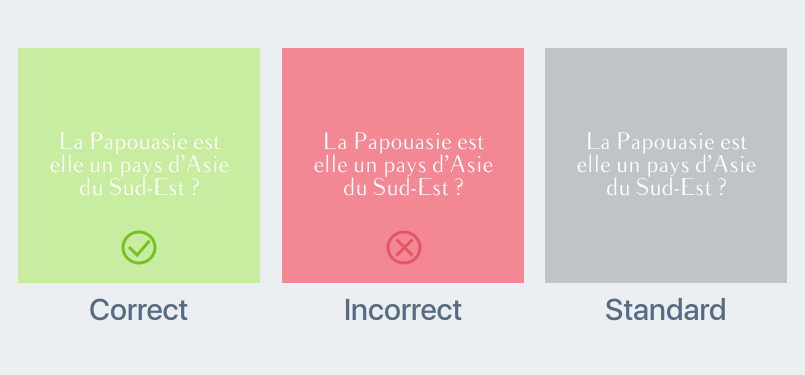 La Papouasie est
elle un pays d’Asie
du Sud-Est ?
Correct
La Papouasie est
elle un pays d’Asie
du Sud-Est ?
Incorrect
La Papouasie est
elle un pays d’Asie
du Sud-Est ?
Standard